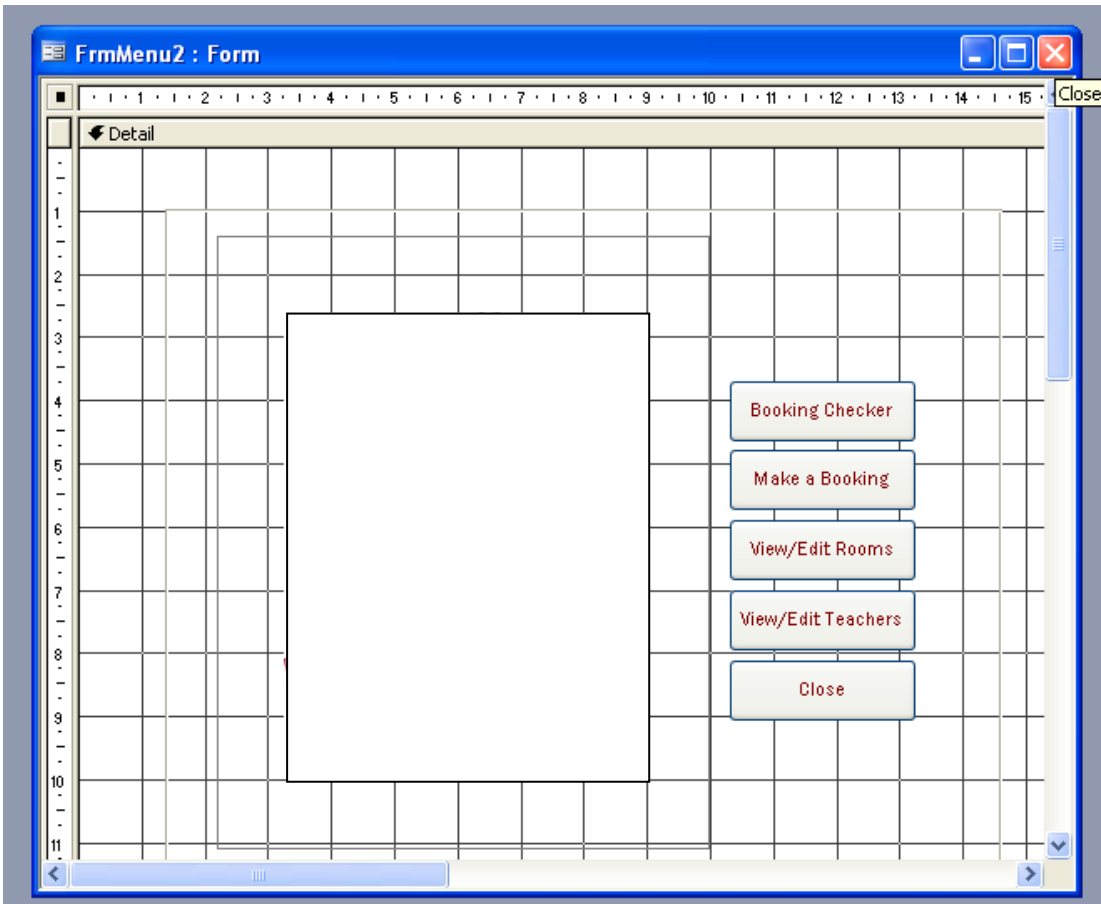 FrmMenu2 : Form
1 2 3 4 5 6 7 8 9 10 11 12 13 14 15
Close
Detail
1
2
3
4
Booking Checker
5
Make a Booking
6
View/Edit Rooms
7
View/Edit Teachers
8
Close
9
10
11